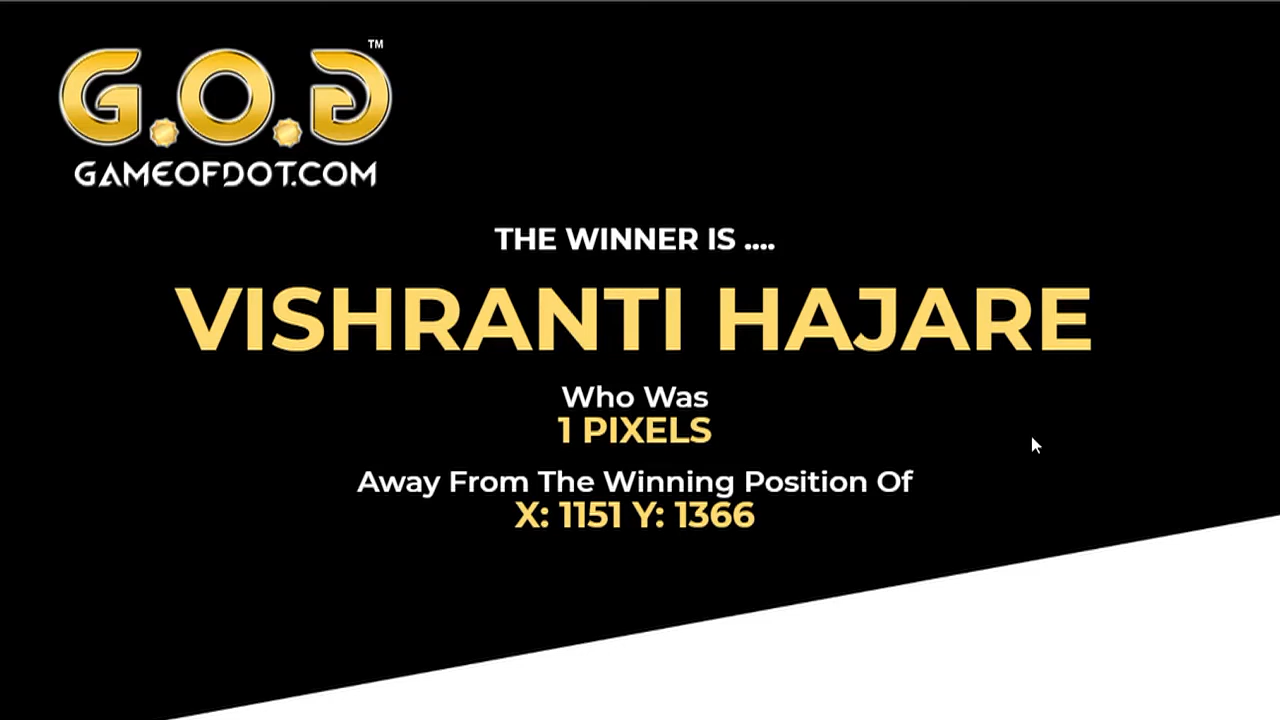 G.O.D
TM
GAMEOFDOT.COM
THE WINNER IS ....
VISHRANTI HAJARE
Who Was
1 PIXELS
Away From The Winning Position Of
X: 1151 Y: 1366